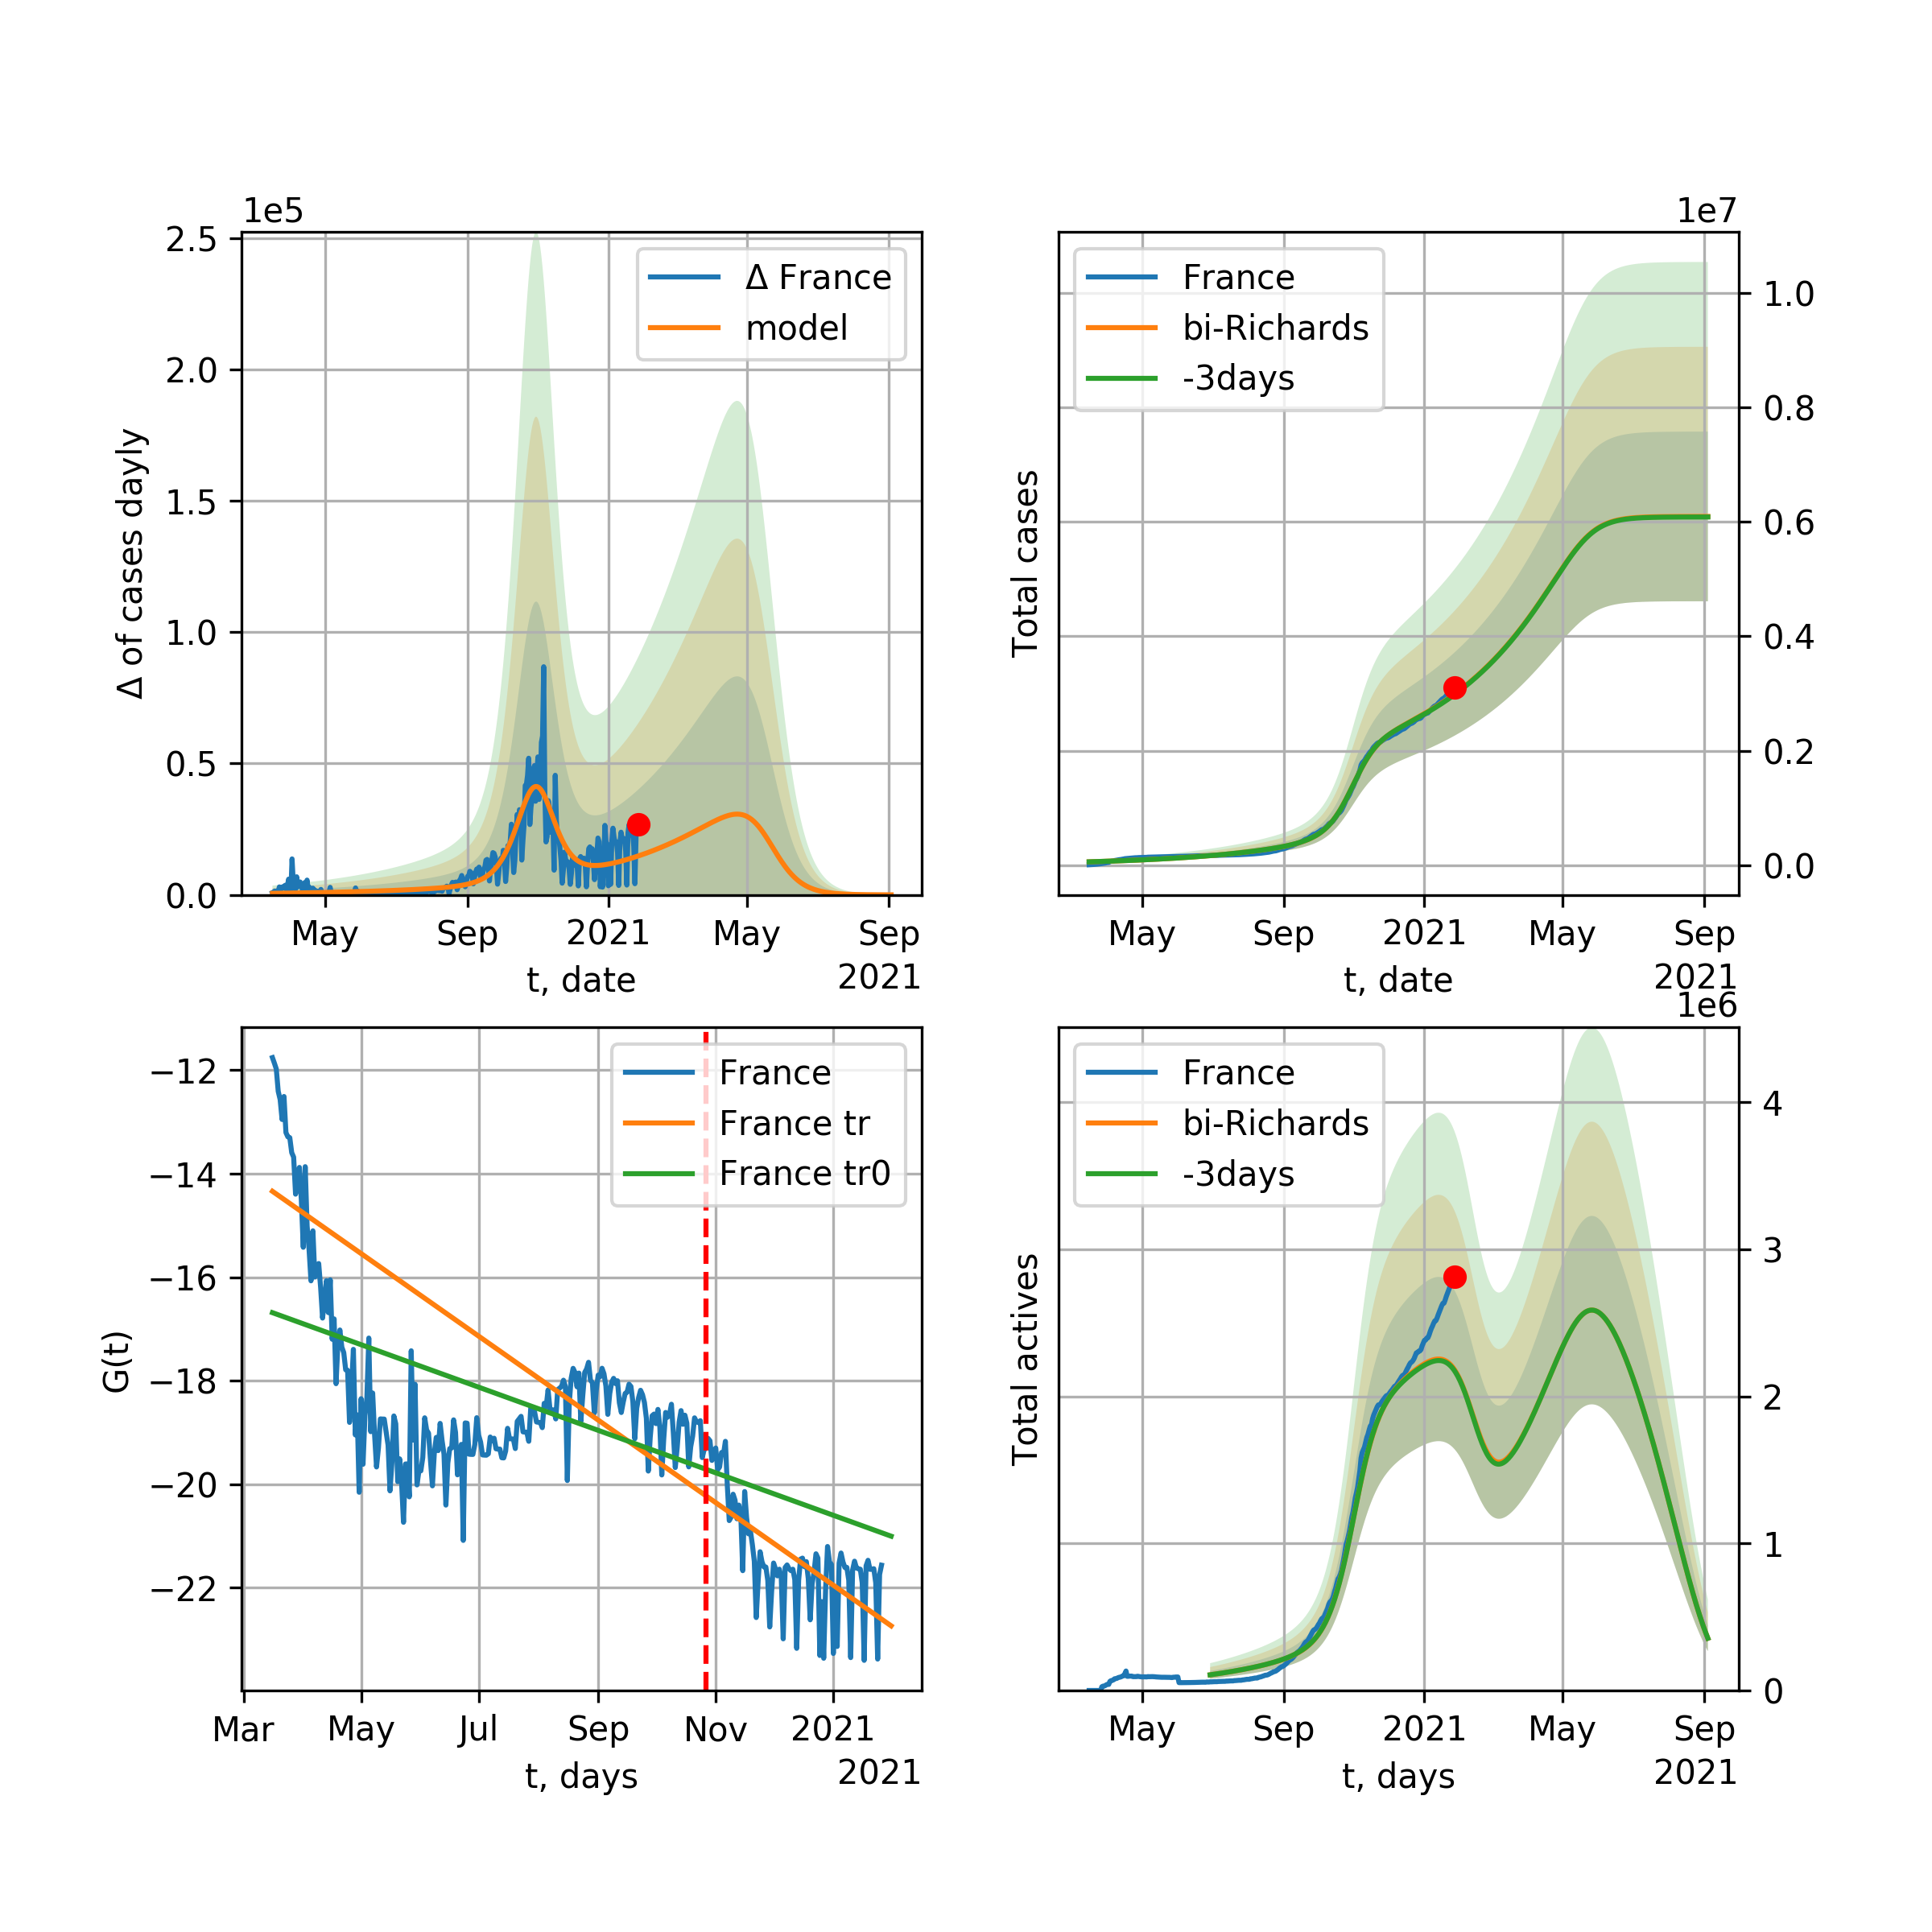 1e5
2.5
2.0
1.5
1.0
0.5
0.0
Δ of cases dayly
Δ France
model
May
Sep
2021
May
Sep
t, date
2021
1e7
France
bi-Richards
-3days
Total cases
1.0
0.8
0.6
0.4
0.2
0.0
May
Sep
2021
May
Sep
t, date
2021
−12
−14
−16
−18
−20
−22
G(t)
France
France tr
France tr0
Mar
May
Jul
Sep
Nov
2021
t, days
2021
1e6
France
bi-Richards
-3days
Total actives
4
3
2
1
0
May
Sep
2021
May
Sep
t, days
2021